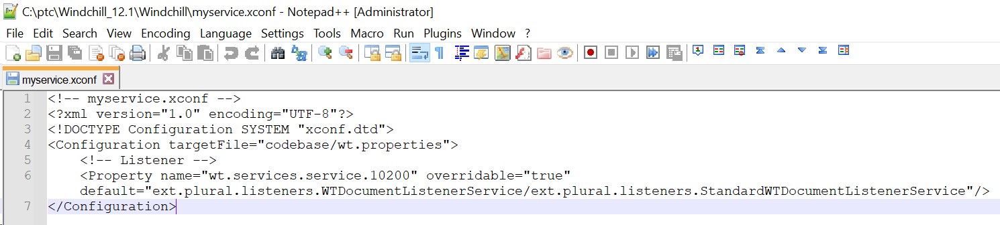 C:\ptc\Windchill_12.1\Windchill\myservice.xconf - Notepad++ [Administrator]
File Edit Search View Encoding Language Settings Tools Macro Run Plugins Window ?
myservice.xconf
1 <!-- myservice.xconf -->
2 <?xml version="1.0" encoding="UTF-8"?>
3 <!DOCTYPE Configuration SYSTEM "xconf.dtd">
4 <Configuration targetFile="codebase/wt.properties">
5 <!-- Listener -->
6 <Property name="wt.services.service.10200" overridable="true"
default="ext.plural.listeners.WTDocumentListenerService/ext.plural.listeners.StandardWTDocumentListenerService"/>
7 </Configuration>